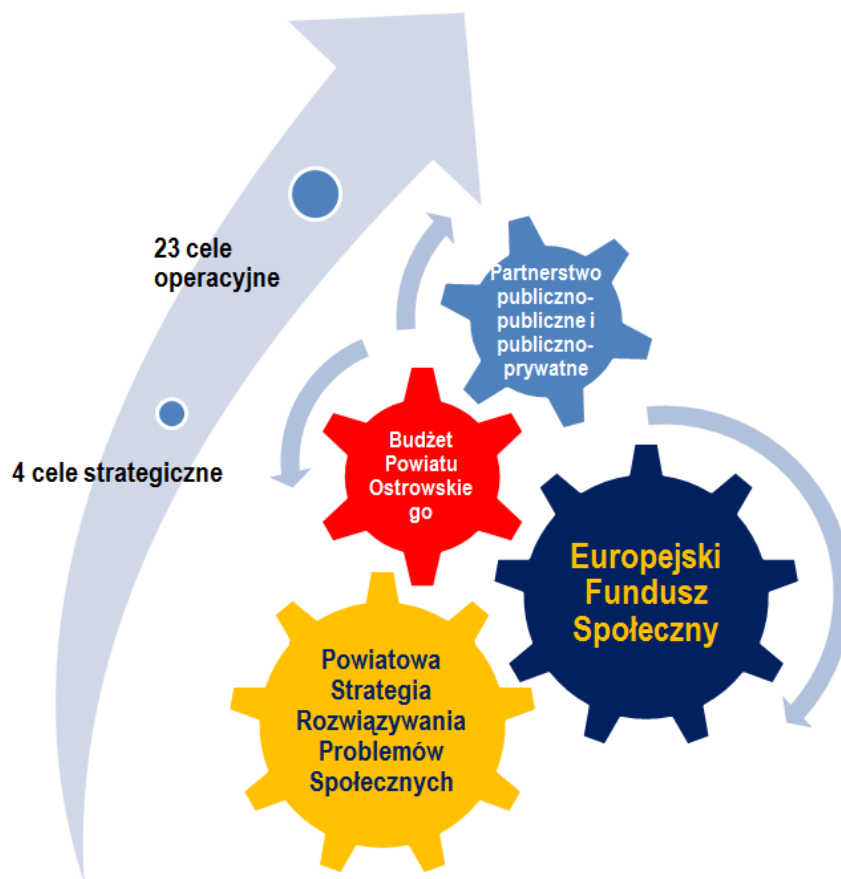 23 cele
operacyjne
4 cele strategiczne
Partnerstwo
publiczno-
publiczne i
publiczno-
prywatne
Budżet
Powiatu
Ostrowskie
go
Europejski
Fundusz
Społeczny
Powiatowa
Strategia
Rozwiązywania
Problemów
Społecznych